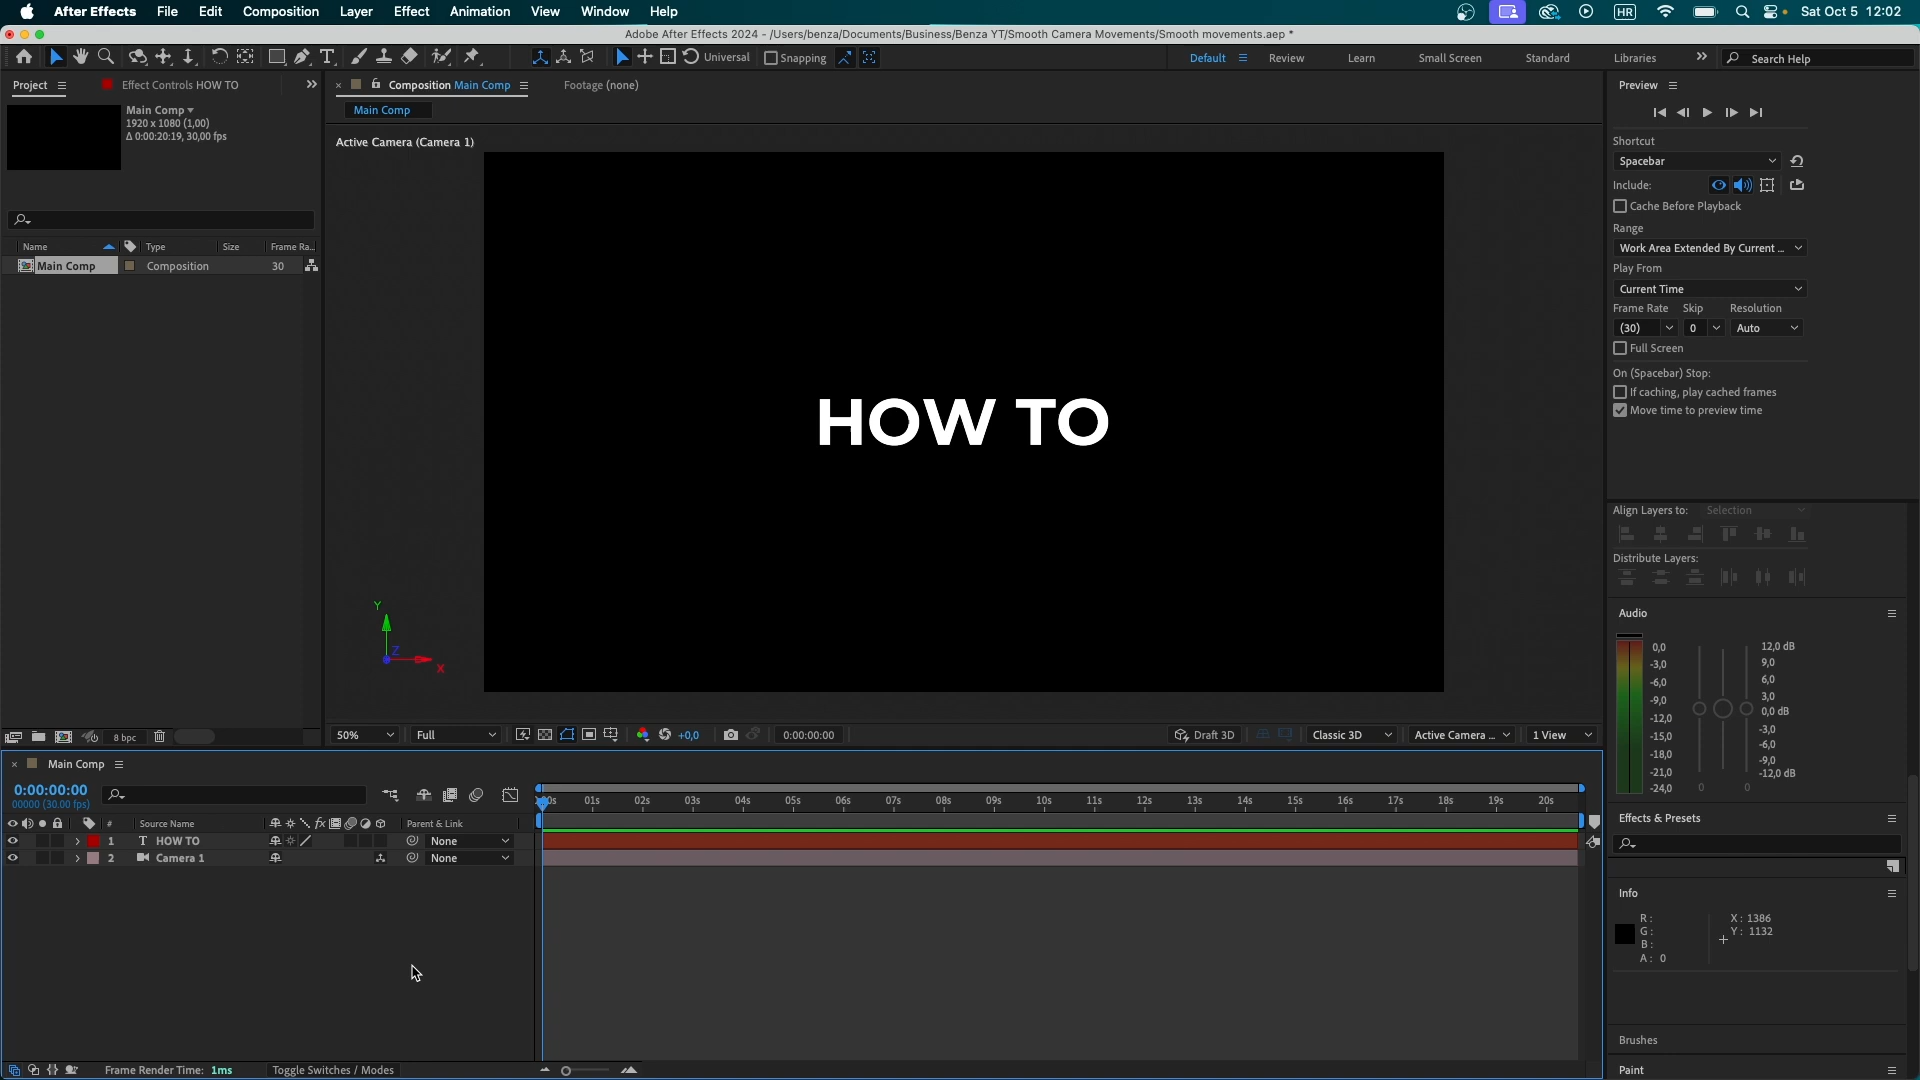 After Effects File Edit Composition Layer Effect Animation View Window Help HR Sat Oct 5 12:02
Adobe After Effects 2024 - /Users/benza/Documents/Business/Benza YT/Smooth Camera Movements/Smooth movements.aep *
Universal Snapping Default Review Learn Small Screen Standard Libraries Search Help
Project Effect Controls HOW TO
Composition Main Comp Footage (none)
Main Comp
1920 x 1080 (1,00)
Δ 0:00:20:19, 30,00 fps
Name Type Size Frame Ra...
Main Comp Composition 30
8 bpc
Main Comp
Active Camera (Camera 1)
HOW TO
Y
Z
X
50% Full +0,0 0:00:00:00 Draft 3D Classic 3D Active Camera ... 1 View
Preview
Shortcut
Spacebar
Include:
Cache Before Playback
Range
Work Area Extended By Current ...
Play From
Current Time
Frame Rate Skip Resolution
(30) 0 Auto
Full Screen
On (Spacebar) Stop:
If caching, play cached frames
Move time to preview time
Align Layers to: Selection
Distribute Layers:
Audio
0,0 12,0 dB
-3,0 9,0
-6,0 6,0
-9,0 3,0
-12,0 0,0 dB
-15,0 -3,0
-18,0 -6,0
-21,0 -9,0
-24,0 -12,0 dB
0 0
Effects & Presets
Info
R: X: 1386
G: Y: 1132
B:
A: 0
Brushes
Paint
Main Comp
0:00:00:00
00000 (30.00 fps)
01s 02s 03s 04s 05s 06s 07s 08s 09s 10s 11s 12s 13s 14s 15s 16s 17s 18s 19s 20s
# Source Name fx Parent & Link
1 T HOW TO None
2 Camera 1 None
Frame Render Time: 1ms Toggle Switches / Modes